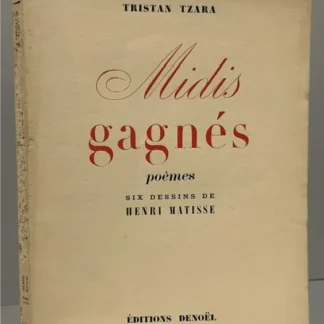 TRISTAN TZARA
Midis
gagnés
poèmes
SIX DESSINS DE
HENRI MATISSE
ÉDITIONS DENOËL